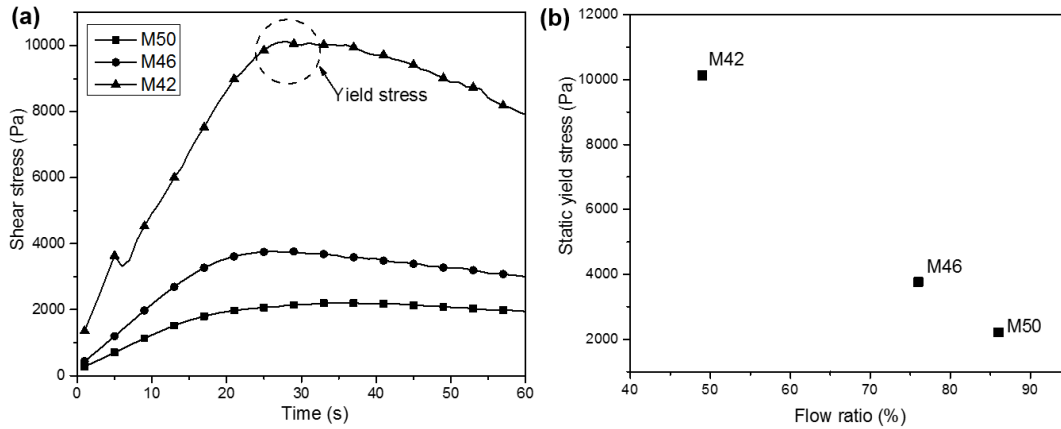 (a)
M50
M46
M42
Yield stress
Shear stress (Pa)
10000
8000
6000
4000
2000
0
0 10 20 30 40 50 60
Time (s)
(b)
M42
M46
M50
Static yield stress (Pa)
12000
10000
8000
6000
4000
2000
40 50 60 70 80 90
Flow ratio (%)